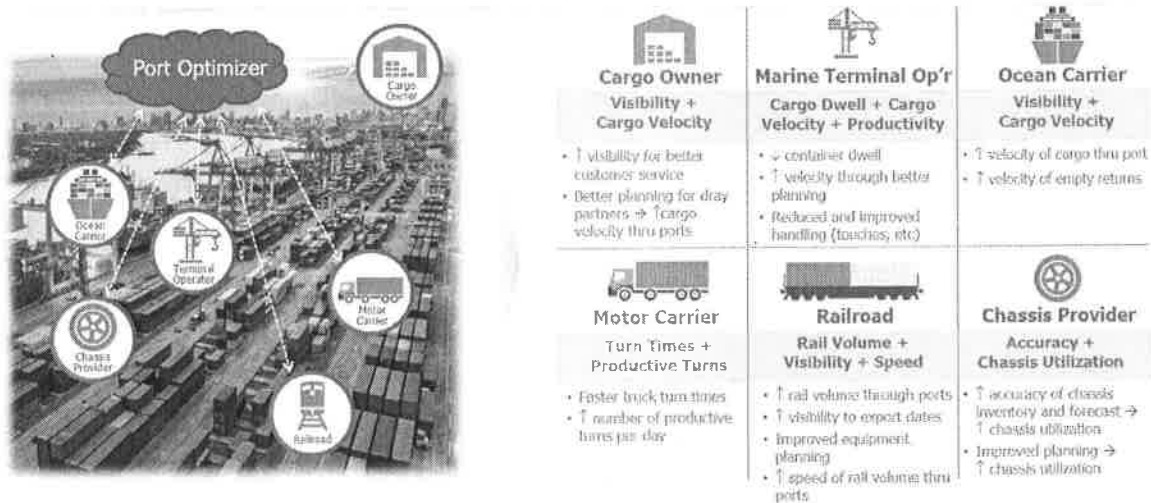 Port Optimizer
Cargo
Owner
Ocean
Carrier
Terminal
Operator
Motor
Carrier
Chassis
Provider
Railroad
Cargo Owner
Visibility +
Cargo Velocity
• ↑ visibility for better
customer service
• Better planning for dray
partners → ↑cargo
velocity thru ports
Marine Terminal Op'r
Cargo Dwell + Cargo
Velocity + Productivity
• ↓ container dwell
• ↑ velocity through better
planning
• Reduced and improved
handling (touches, etc)
Ocean Carrier
Visibility +
Cargo Velocity
• ↑ velocity of cargo thru port
• ↑ velocity of empty returns
Motor Carrier
Turn Times +
Productive Turns
• Faster truck turn times
• ↑ number of productive
turns per day
Railroad
Rail Volume +
Visibility + Speed
• ↑ rail volume through ports
• ↑ visibility to export dates
• Improved equipment
planning
• ↑ speed of rail volume thru
ports
Chassis Provider
Accuracy +
Chassis Utilization
• ↑ accuracy of chassis
inventory and forecast →
↑ chassis utilization
• Improved planning →
↑ chassis utilization